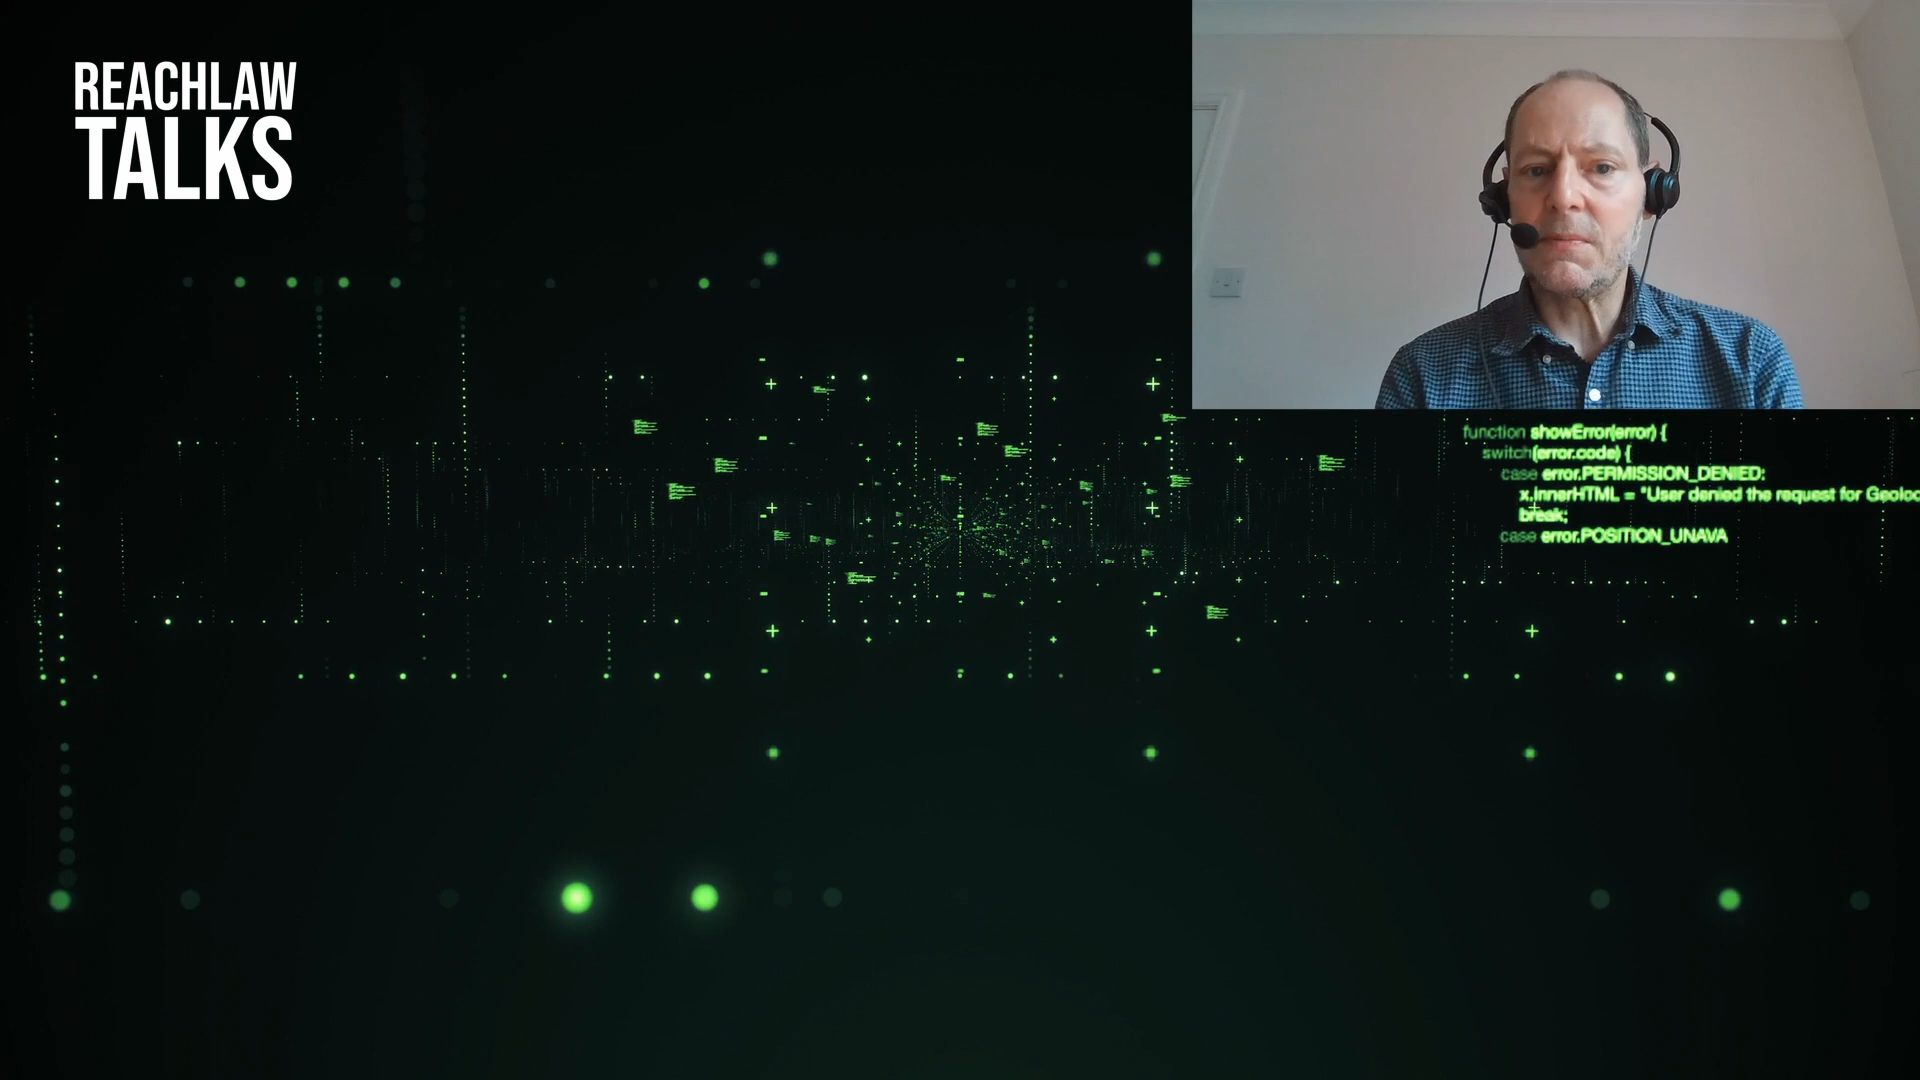 REACHLAW
TALKS
function showError(error) {
switch(error.code) {
case error.PERMISSION_DENIED:
x.innerHTML = "User denied the request for Geoloc
break;
case error.POSITION_UNAVA